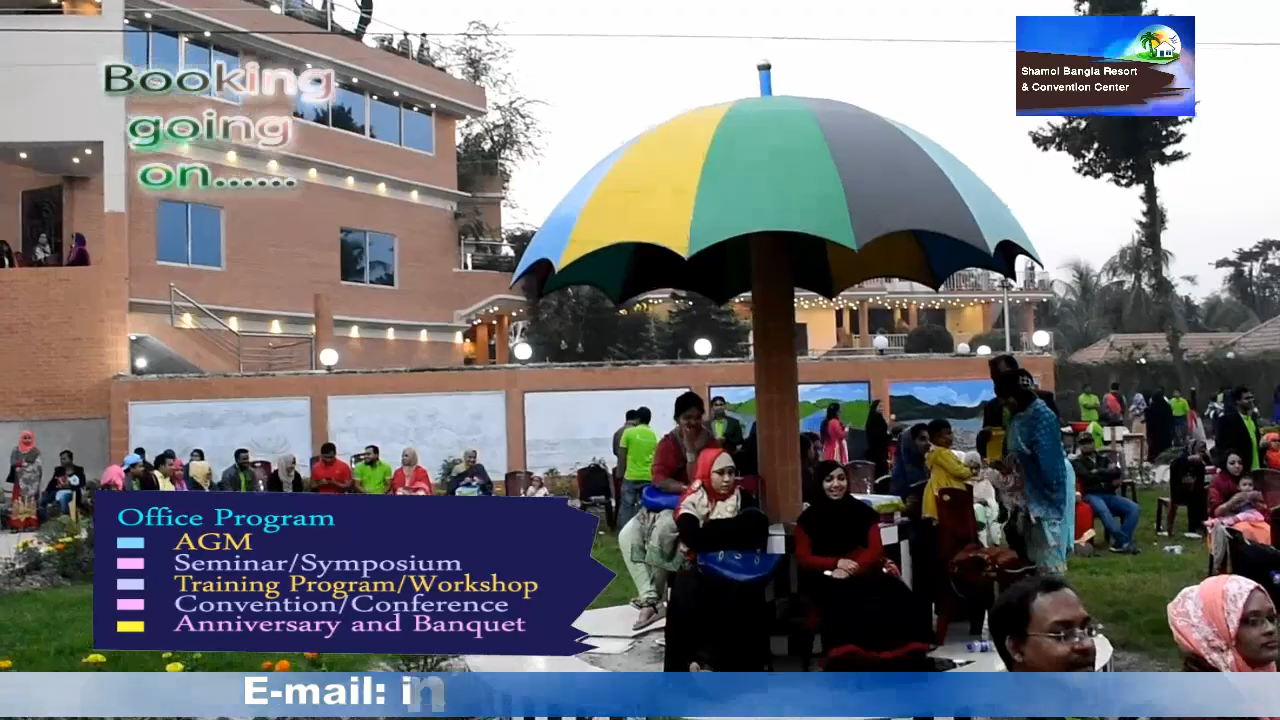 Booking
going
on......
Shamol Bangla Resort
& Convention Center
Office Program
AGM
Seminar/Symposium
Training Program/Workshop
Convention/Conference
Anniversary and Banquet
E-mail: in